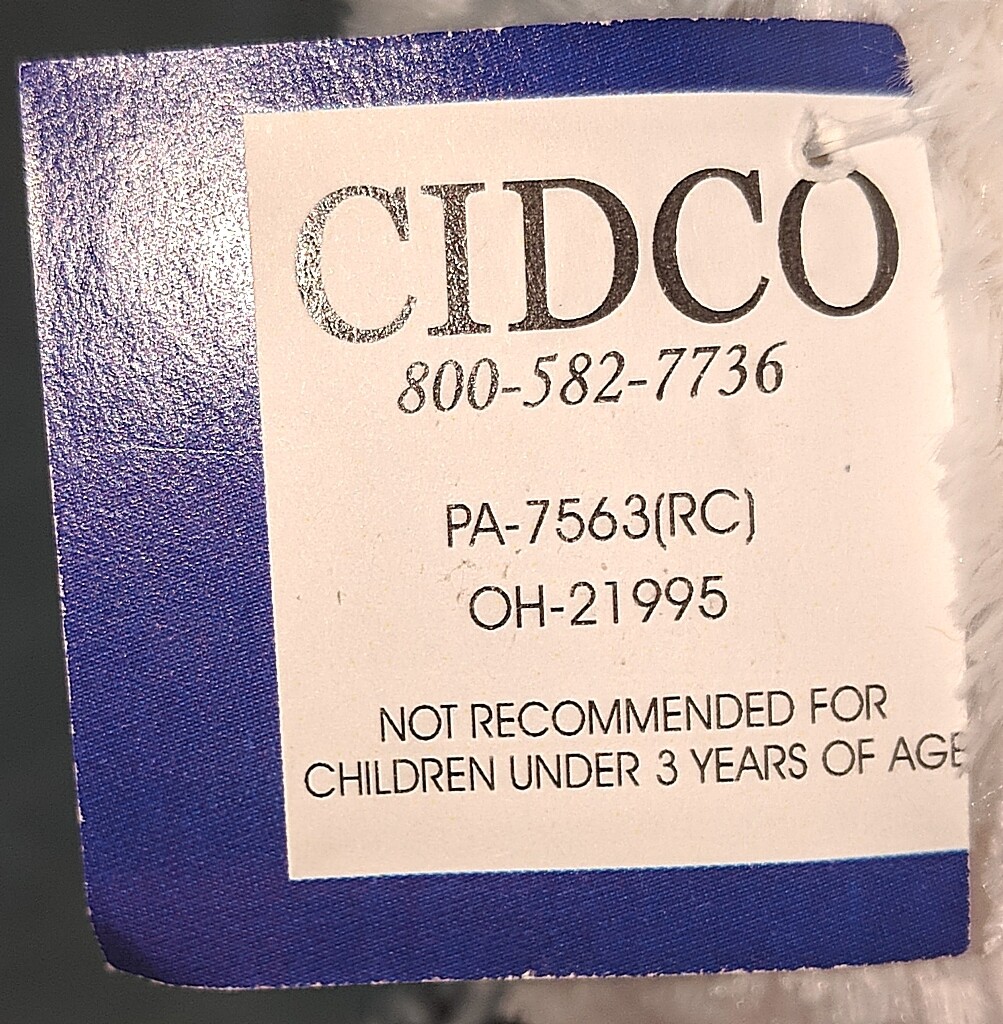 CIDCO
800-582-7736
PA-7563(RC)
OH-21995
NOT RECOMMENDED FOR
CHILDREN UNDER 3 YEARS OF AGE